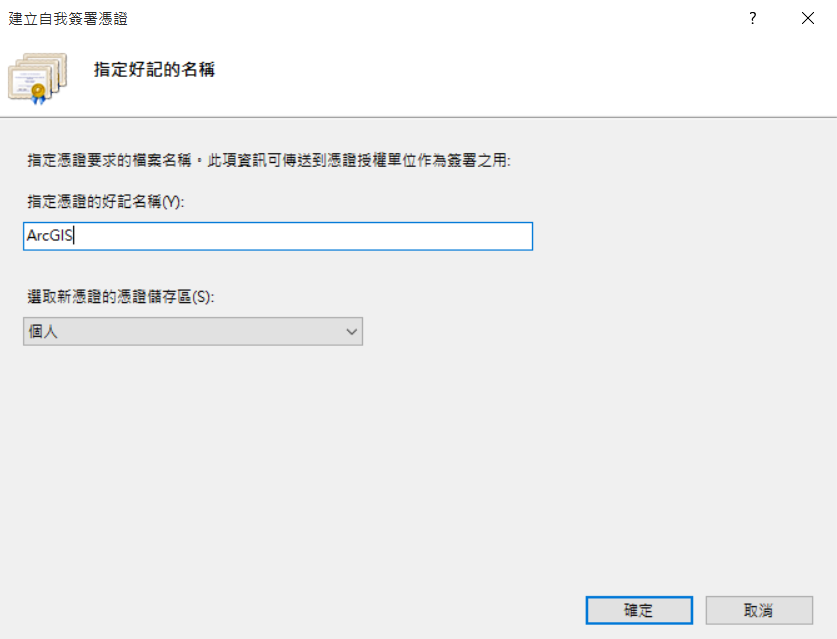 建立自我簽署憑證
?
指定好記的名稱
指定憑證要求的檔案名稱。此項資訊可傳送到憑證授權單位作為簽署之用:
指定憑證的好記名稱(Y):
ArcGIS
選取新憑證的憑證儲存區(S):
個人
確定
取消